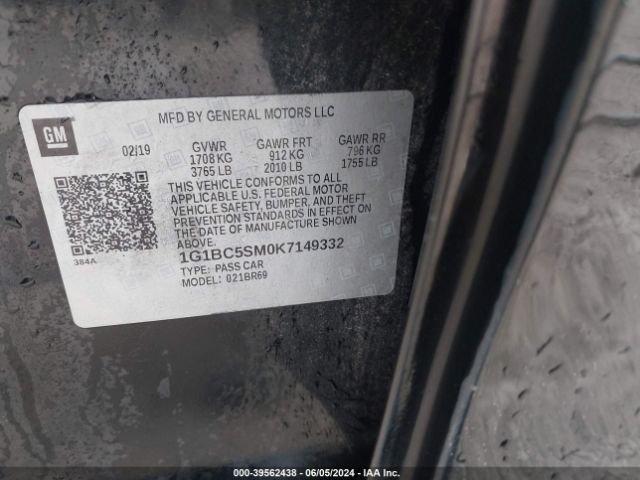 MFD BY GENERAL MOTORS LLC
GM
02/19 GVWR GAWR FRT GAWR RR
1708 KG 912 KG 796 KG
3765 LB 2010 LB 1755 LB
THIS VEHICLE CONFORMS TO ALL
APPLICABLE U.S. FEDERAL MOTOR
VEHICLE SAFETY, BUMPER, AND THEFT
PREVENTION STANDARDS IN EFFECT ON
THE DATE OF MANUFACTURE SHOWN
ABOVE.
384A
1G1BC5SM0K7149332
TYPE: PASS CAR
MODEL: 021BR69
000-39562438 - 06/05/2024 - IAA Inc.